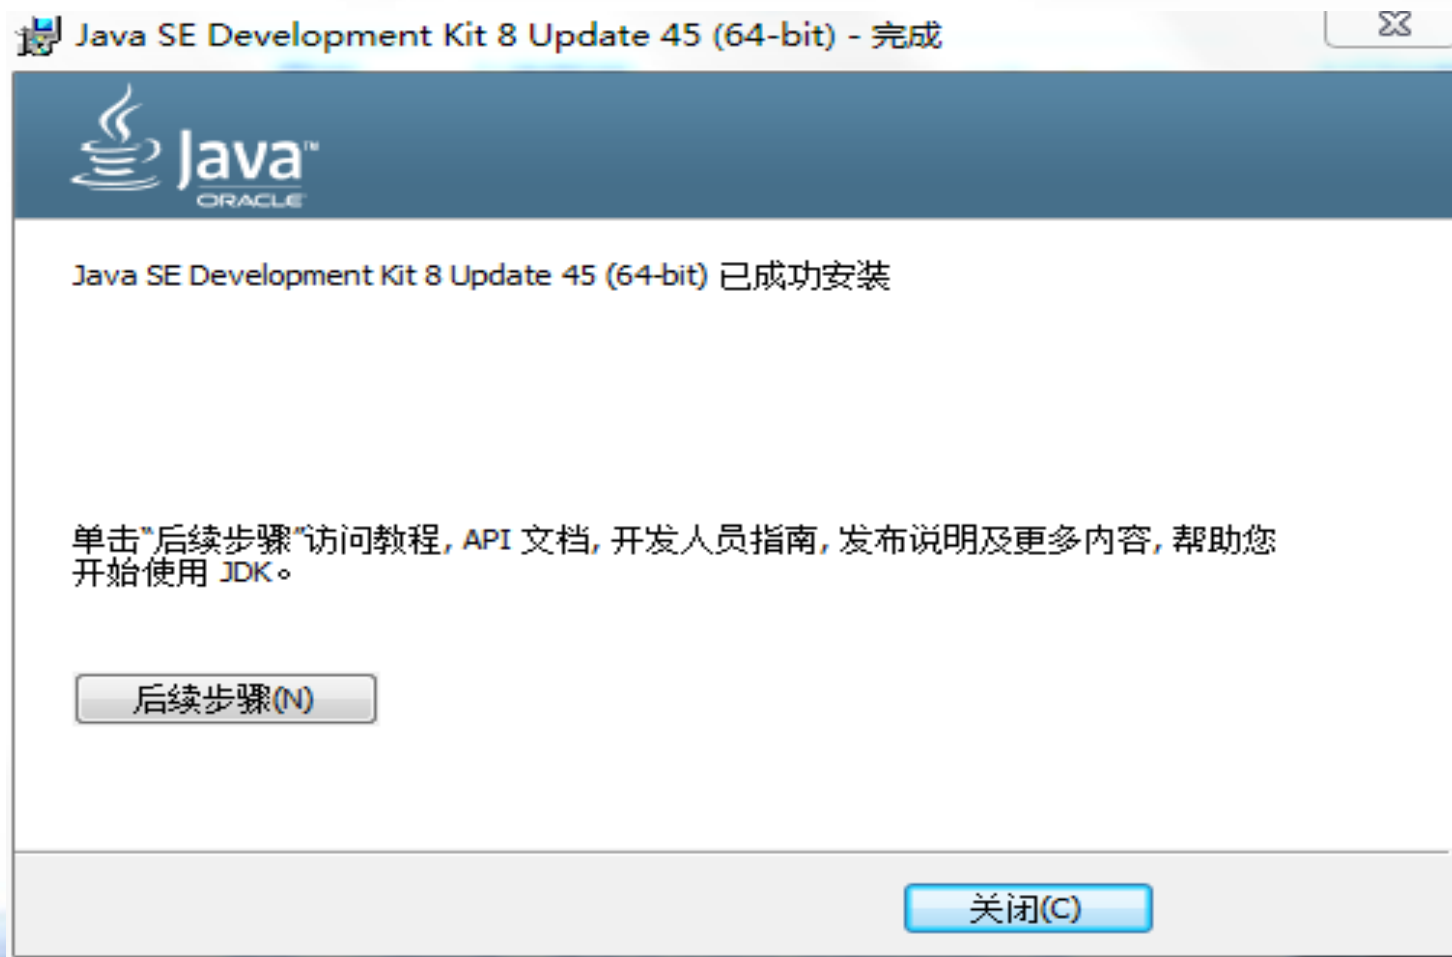 Java SE Development Kit 8 Update 45 (64-bit) - 完成
Java™
ORACLE
Java SE Development Kit 8 Update 45 (64-bit) 已成功安装
单击"后续步骤"访问教程, API 文档, 开发人员指南, 发布说明及更多内容, 帮助您
开始使用 JDK。
后续步骤(N)
关闭(C)